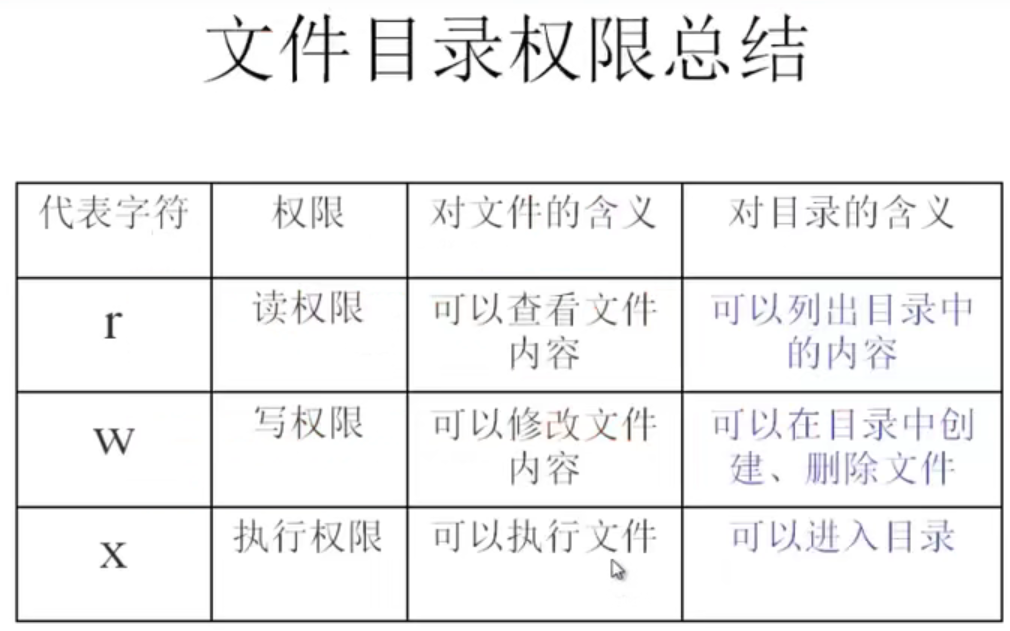 文件目录权限总结
代表字符 权限 对文件的含义 对目录的含义
r 读权限 可以查看文件内容 可以列出目录中的内容
w 写权限 可以修改文件内容 可以在目录中创建、删除文件
x 执行权限 可以执行文件 可以进入目录